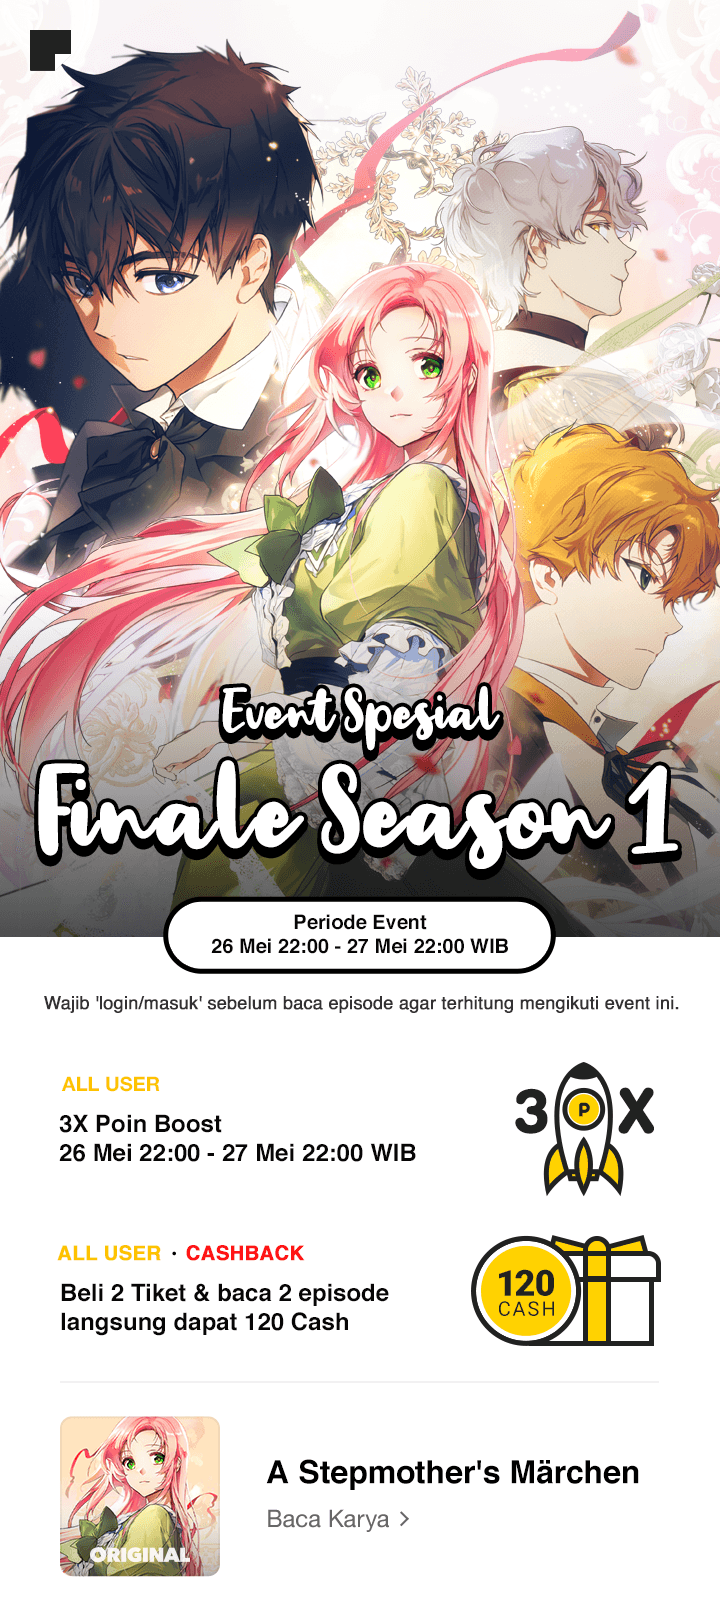 Event Spesial
Finale Season 1
Periode Event
26 Mei 22:00 - 27 Mei 22:00 WIB
Wajib 'login/masuk' sebelum baca episode agar terhitung mengikuti event ini.
ALL USER
3X Poin Boost
26 Mei 22:00 - 27 Mei 22:00 WIB
3 P X
ALL USER · CASHBACK
Beli 2 Tiket & baca 2 episode
langsung dapat 120 Cash
120
CASH
ORIGINAL
A Stepmother's Märchen
Baca Karya >